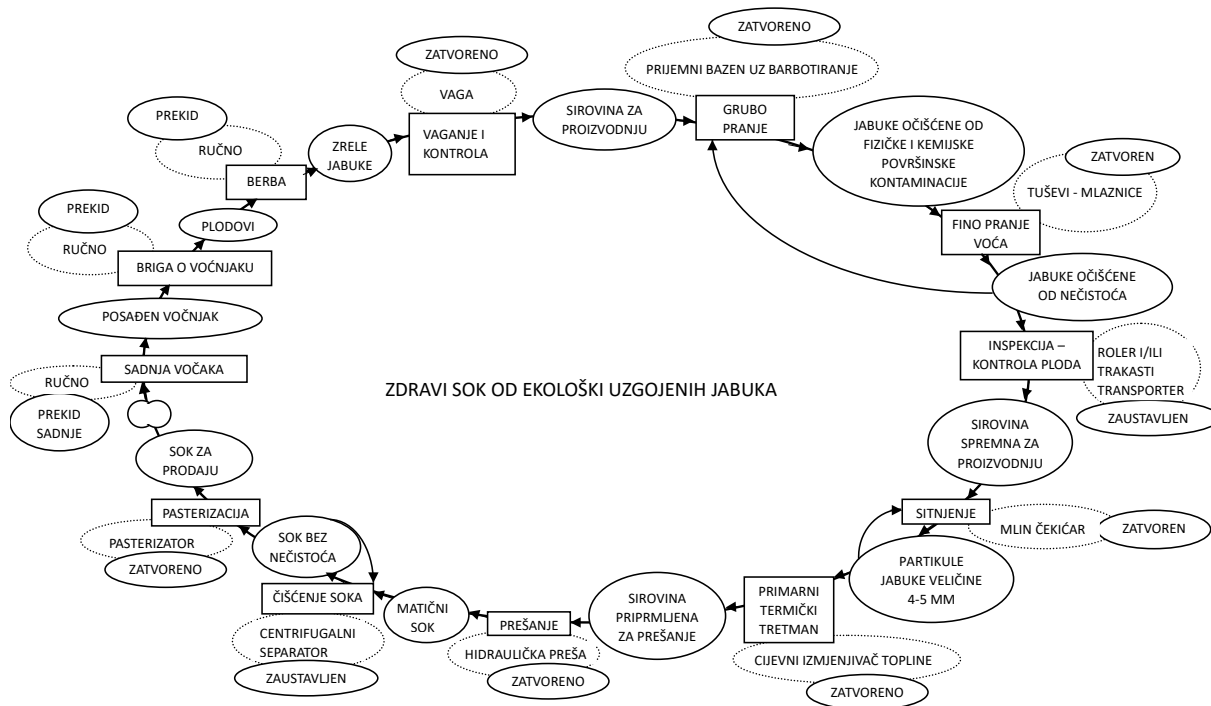 ZATVORENO
PRIJEMNI BAZEN UZ BARBOTIRANJE
GRUBO
PRANJE
ZATVORENO
VAGA
VAGANJE I
KONTROLA
SIROVINA ZA
PROIZVODNJU
PREKID
RUČNO
BERBA
ZRELE
JABUKE
JABUKE OČIŠĆENE OD
FIZIČKE I KEMIJSKE
POVRŠINSKE
KONTAMINACIJE
ZATVOREN
TUŠEVI - MLAZNICE
FINO PRANJE
VOĆA
PREKID
RUČNO
BRIGA O VOĆNJAKU
PLODOVI
JABUKE OČIŠĆENE
OD NEČISTOĆA
POSAĐEN VOČNJAK
INSPEKCIJA –
KONTROLA PLODA
ROLER I/ILI
TRAKASTI
TRANSPORTER
ZAUSTAVLJEN
SADNJA VOČAKA
RUČNO
PREKID
SADNJE
ZDRAVI SOK OD EKOLOŠKI UZGOJENIH JABUKA
SIROVINA
SPREMNA ZA
PROIZVODNJU
SOK ZA
PRODAJU
PASTERIZACIJA
PASTERIZATOR
ZATVORENO
SOK BEZ
NEČISTOĆA
SITNJENJE
MLIN ČEKIĆAR
ZATVOREN
PARTIKULE
JABUKE VELIČINE
4-5 MM
ČIŠĆENJE SOKA
CENTRIFUGALNI
SEPARATOR
ZAUSTAVLJEN
MATIČNI
SOK
PREŠANJE
HIDRAULIČKA PREŠA
ZATVORENO
SIROVINA
PRIPRMLJENA
ZA PREŠANJE
PRIMARNI
TERMIČKI
TRETMAN
CIJEVNI IZMJENJIVAČ TOPLINE
ZATVORENO